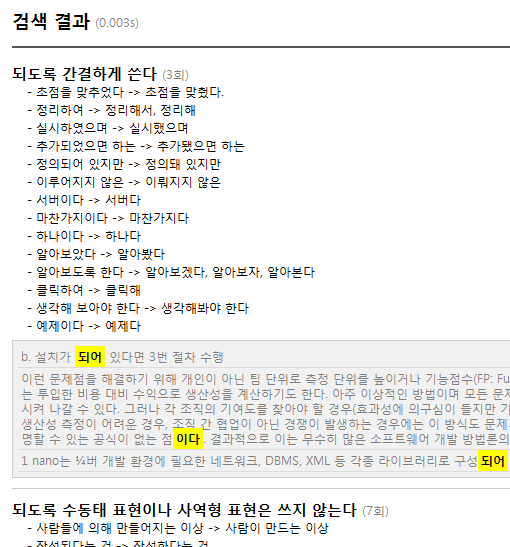 검색 결과 (0.003s)
되도록 간결하게 쓴다 (3회)
- 초점을 맞추었다 -> 초점을 맞췄다.
- 정리하여 -> 정리해서, 정리해
- 실시하였으며 -> 실시했으며
- 추가되었으면 하는 -> 추가됐으면 하는
- 정의되어 있지만 -> 정의돼 있지만
- 이루어지지 않은 -> 이뤄지지 않은
- 서버이다 -> 서버다
- 마찬가지이다 -> 마찬가지다
- 하나이다 -> 하나다
- 알아보았다 -> 알아봤다
- 알아보도록 한다 -> 알아보겠다, 알아보자, 알아본다
- 클릭하여 -> 클릭해
- 생각해 보아야 한다 -> 생각해봐야 한다
- 예제이다 -> 예제다
b. 설치가 되어 있다면 3번 절차 수행
이런 문제점을 해결하기 위해 개인이 아닌 팀 단위로 측정 단위를 높이거나 기능점수(FP: Fu
는 투입한 비용 대비 수익으로 생산성을 계산하기도 한다. 아주 이상적인 방법이며 모든 문제
시켜 나갈 수 있다. 그러나 각 조직의 기여도를 찾아야 할 경우(효과성에 의구심이 들지만 기
생산성 측정이 어려운 경우, 조직 간 협업이 아닌 경쟁이 발생하는 경우에는 이 방식도 문제
명할 수 있는 공식이 없는 점이다. 결과적으로 이는 무수히 많은 소프트웨어 개발 방법론의
1 nano는 ¼버 개발 환경에 필요한 네트워크, DBMS, XML 등 각종 라이브러리로 구성되어
되도록 수동태 표현이나 사역형 표현은 쓰지 않는다 (7회)
- 사람들에 의해 만들어지는 이상 -> 사람이 만드는 이상
- 작성된다는 것 -> 작성한다는 것